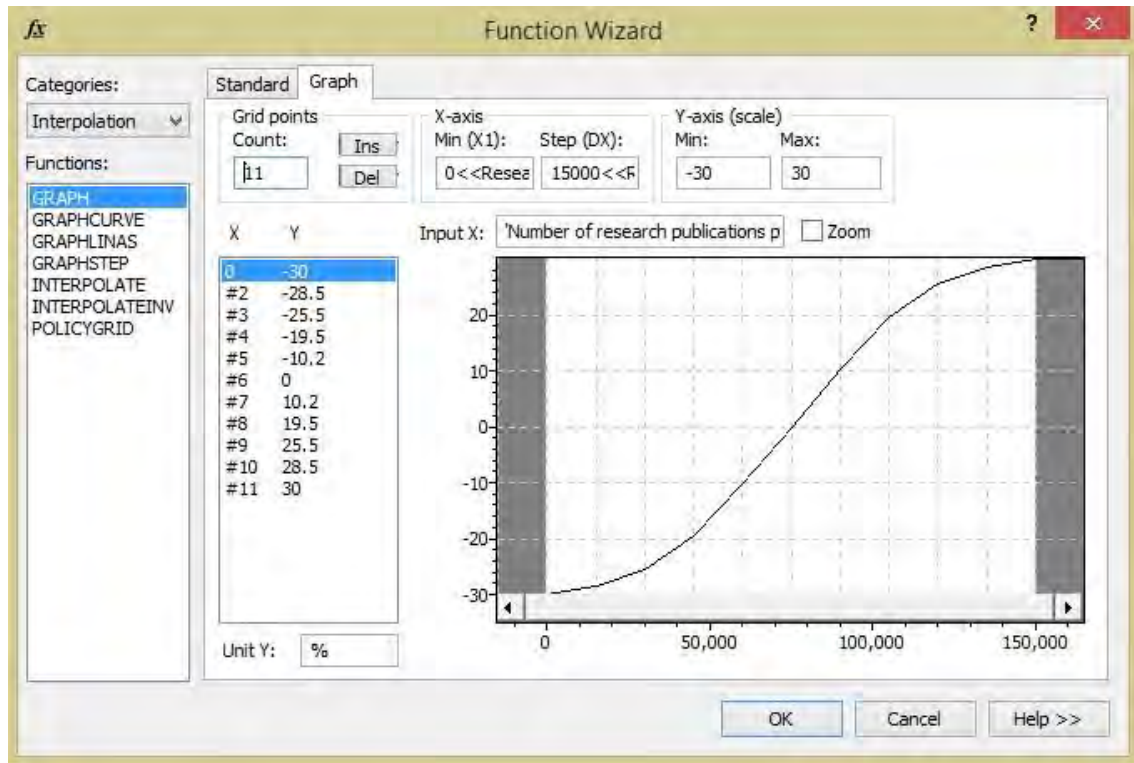 fx Function Wizard ? ×
Categories:
Interpolation
Functions:
GRAPH
GRAPHCURVE
GRAPHLINAS
GRAPHSTEP
INTERPOLATE
INTERPOLATEINV
POLICYGRID
Standard Graph
Grid points
Count:
11
Ins
Del
X-axis
Min (X1): Step (DX):
0<<Resea 15000<<R
Y-axis (scale)
Min: Max:
-30 30
X Y
Input X: 'Number of research publications p Zoom
0 -30
#2 -28.5
#3 -25.5
#4 -19.5
#5 -10.2
#6 0
#7 10.2
#8 19.5
#9 25.5
#10 28.5
#11 30
20
10
0
-10
-20
-30
0 50,000 100,000 150,000
Unit Y: %
OK Cancel Help >>